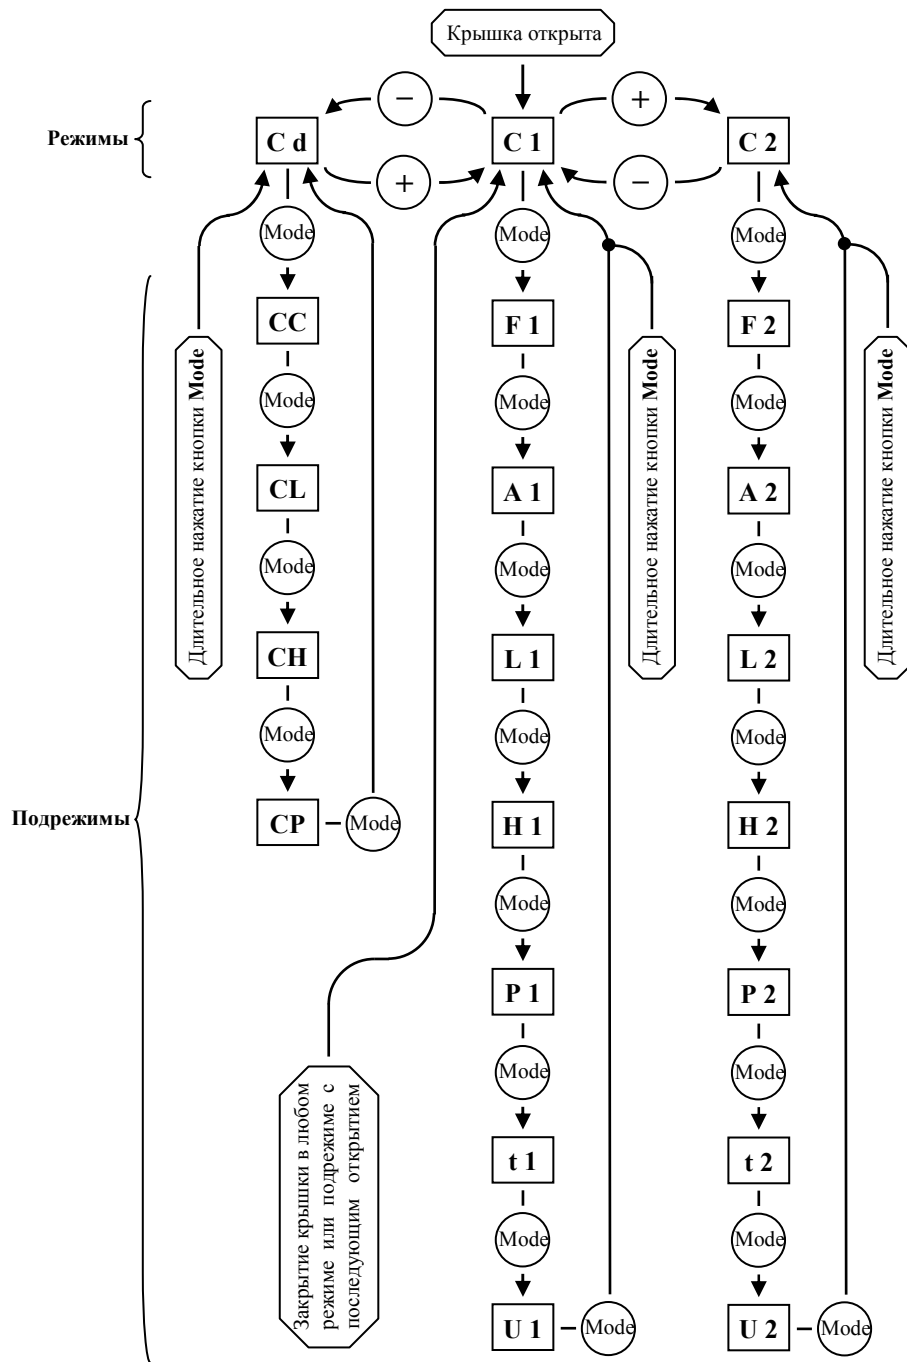 Крышка открыта
− +
Режимы
C d C 1 C 2
+ −
Mode Mode Mode
CC F 1 F 2
Mode Mode Mode
CL A 1 A 2
Mode Mode Mode
CH L 1 L 2
Mode Mode Mode
Подрежимы
CP Mode H 1 H 2
Mode Mode
P 1 P 2
Mode Mode
t 1 t 2
Mode Mode
U 1 Mode U 2 Mode
Длительное нажатие кнопки Mode
Длительное нажатие кнопки Mode
Длительное нажатие кнопки Mode
Закрытие крышки в любом
режиме или подрежиме с
последующим открытием